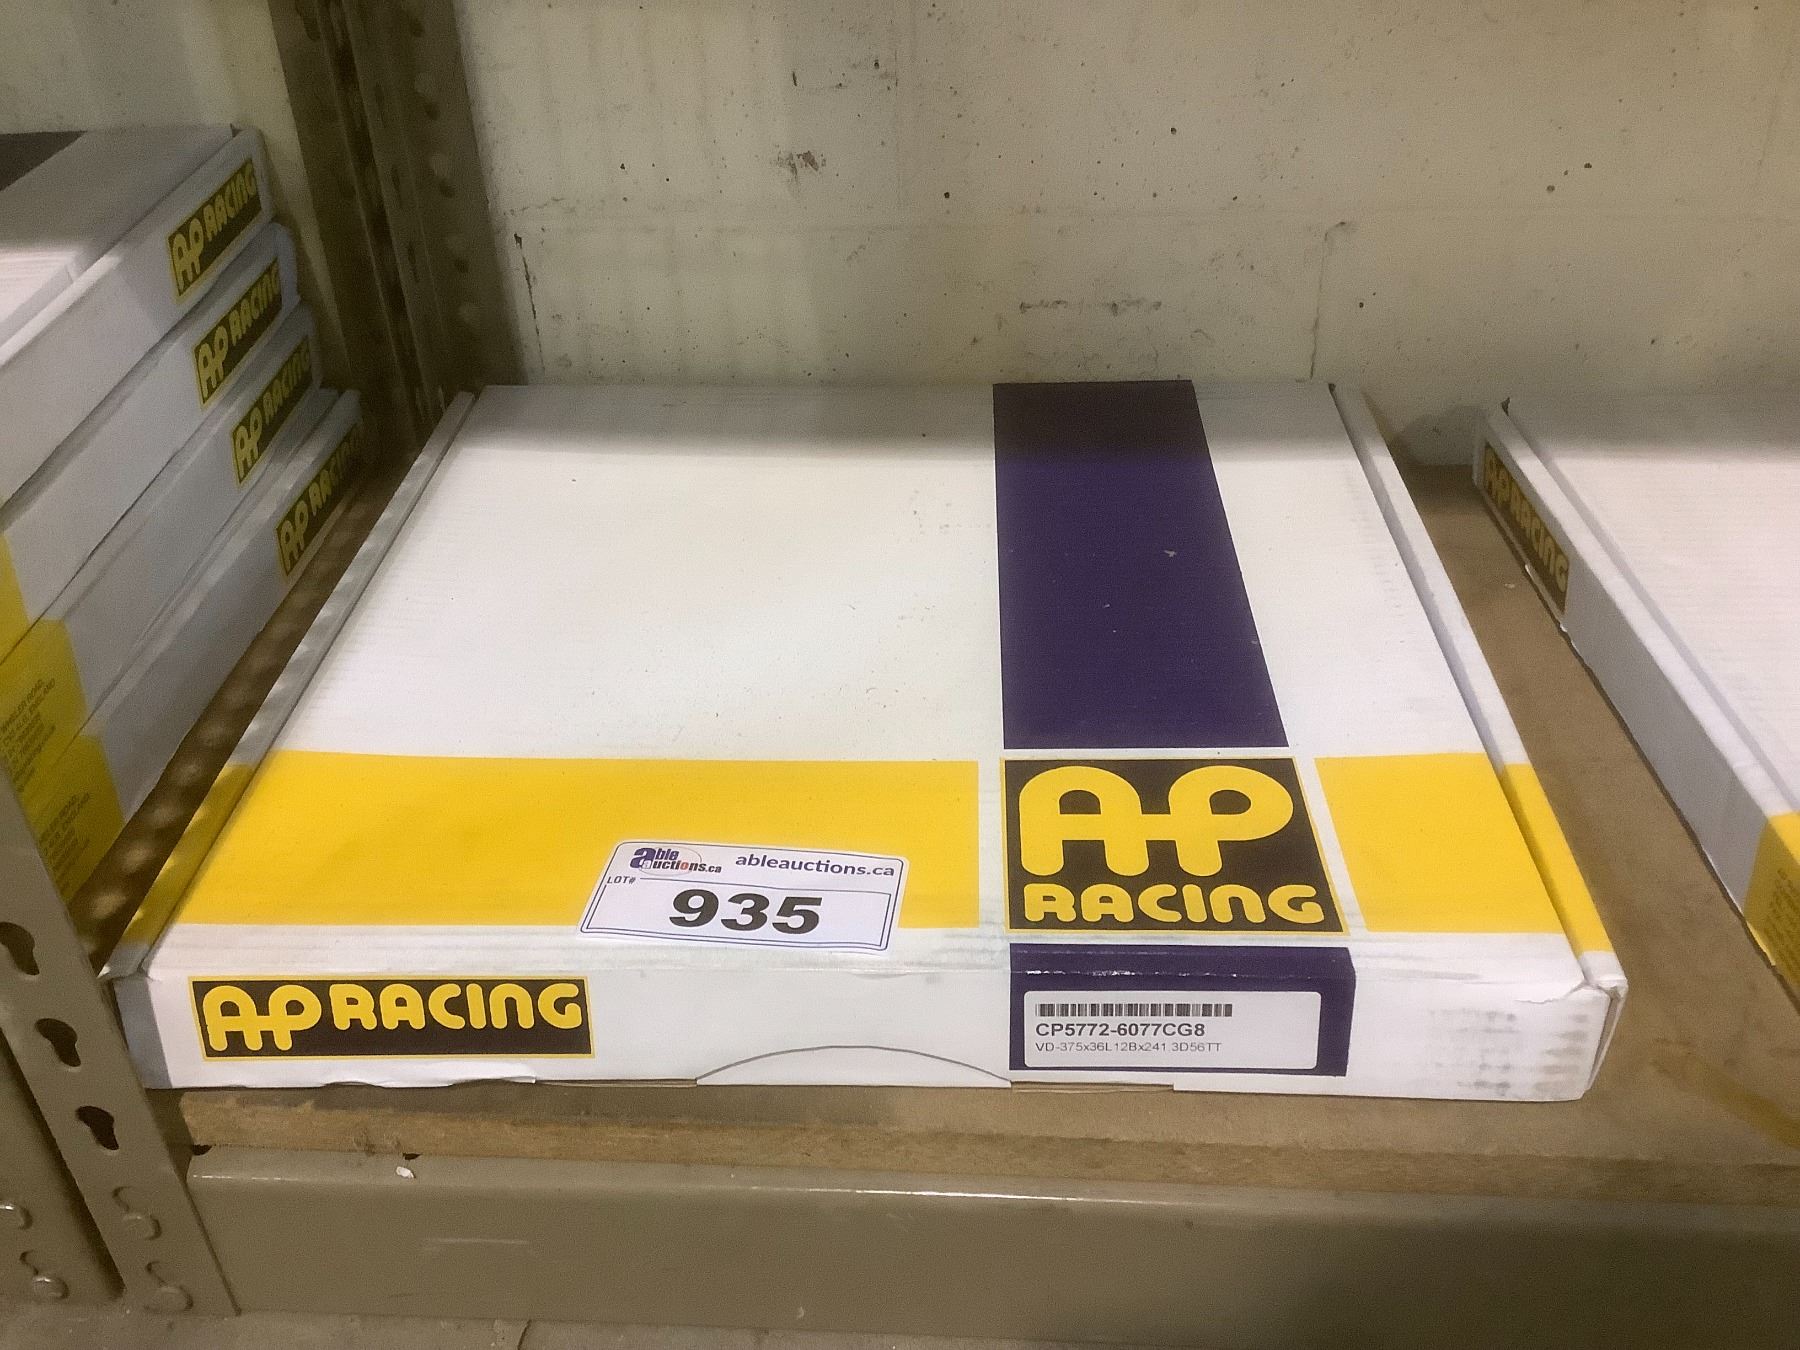 AP RACING
AP RACING
AP RACING
AP RACING
AP RACING
AP
RACING
able auctions.ca ableauctions.ca
LOT#
935
AP RACING
CP5772-6077CG8
VD-375x36L12Bx241 3D56TT